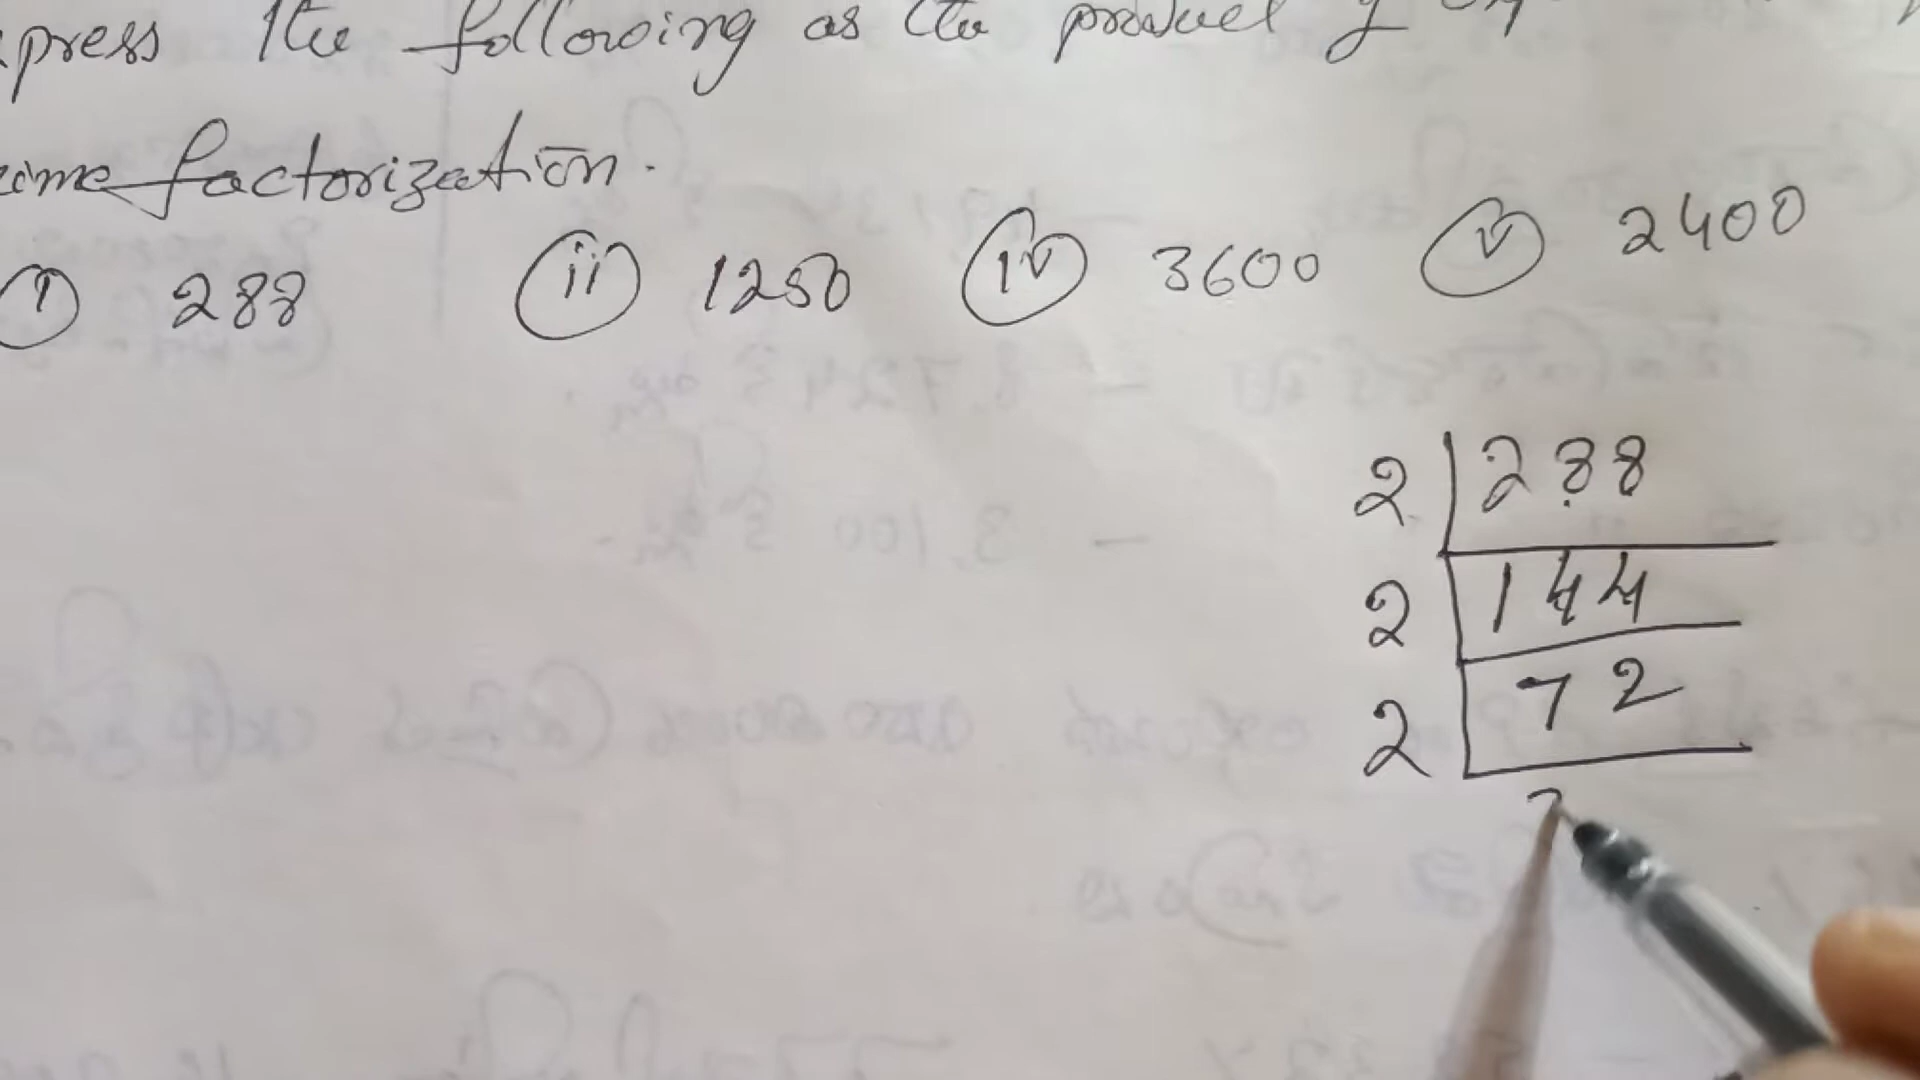 press the following as the product of
factorization.
i 288 ii 1250 iv 3600 v 2400
2 288
2 144
2 72
3